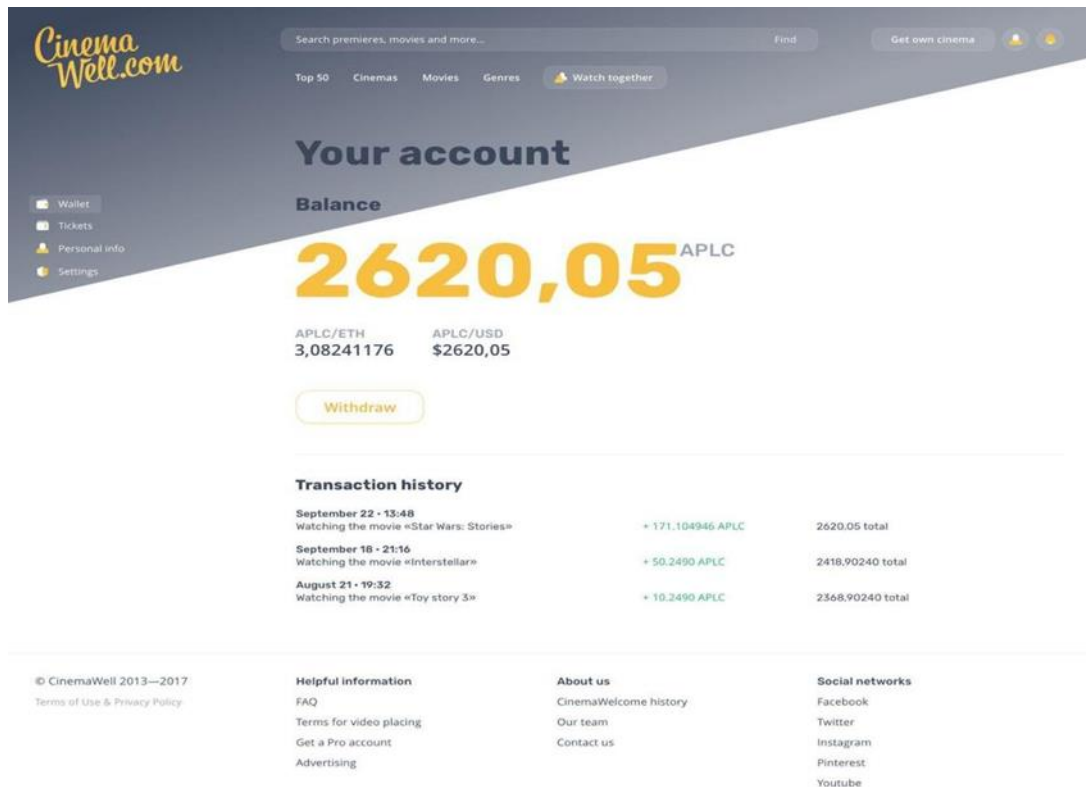 Cinema
Well.com
Search premieres, movies and more... Find
Get own cinema
Top 50 Cinemas Movies Genres Watch together
Your account
Wallet
Tickets
Personal info
Settings
Balance
2620,05 APLC
APLC/ETH APLC/USD
3,08241176 $2620,05
Withdraw
Transaction history
September 22 • 13:48
Watching the movie «Star Wars: Stories» + 171.104946 APLC 2620.05 total
September 18 • 21:16
Watching the movie «Interstellar» + 50.2490 APLC 2418,90240 total
August 21 • 19:32
Watching the movie «Toy story 3» + 10.2490 APLC 2368,90240 total
© CinemaWell 2013—2017
Terms of Use & Privacy Policy
Helpful information
FAQ
Terms for video placing
Get a Pro account
Advertising
About us
CinemaWelcome history
Our team
Contact us
Social networks
Facebook
Twitter
Instagram
Pinterest
Youtube